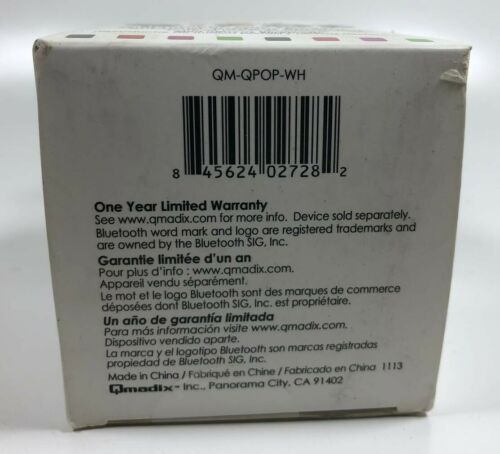 QM-QPOP-WH
8 45624 02728 2
One Year Limited Warranty
See www.qmadix.com for more info. Device sold separately.
Bluetooth word mark and logo are registered trademarks and
are owned by the Bluetooth SIG, Inc.
Garantie limitée d'un an
Pour plus d'info : www.qmadix.com.
Appareil vendu séparément.
Le mot et le logo Bluetooth sont des marques de commerce
déposées dont Bluetooth SIG, Inc. est propriétaire.
Un año de garantía limitada
Para más información visite www.qmadix.com.
Dispositivo vendido aparte.
La marca y el logotipo Bluetooth son marcas registradas
propiedad de Bluetooth SIG, Inc.
Made in China / Fabriqué en Chine / Fabricado en China 1113
Qmadix™ Inc., Panorama City, CA 91402